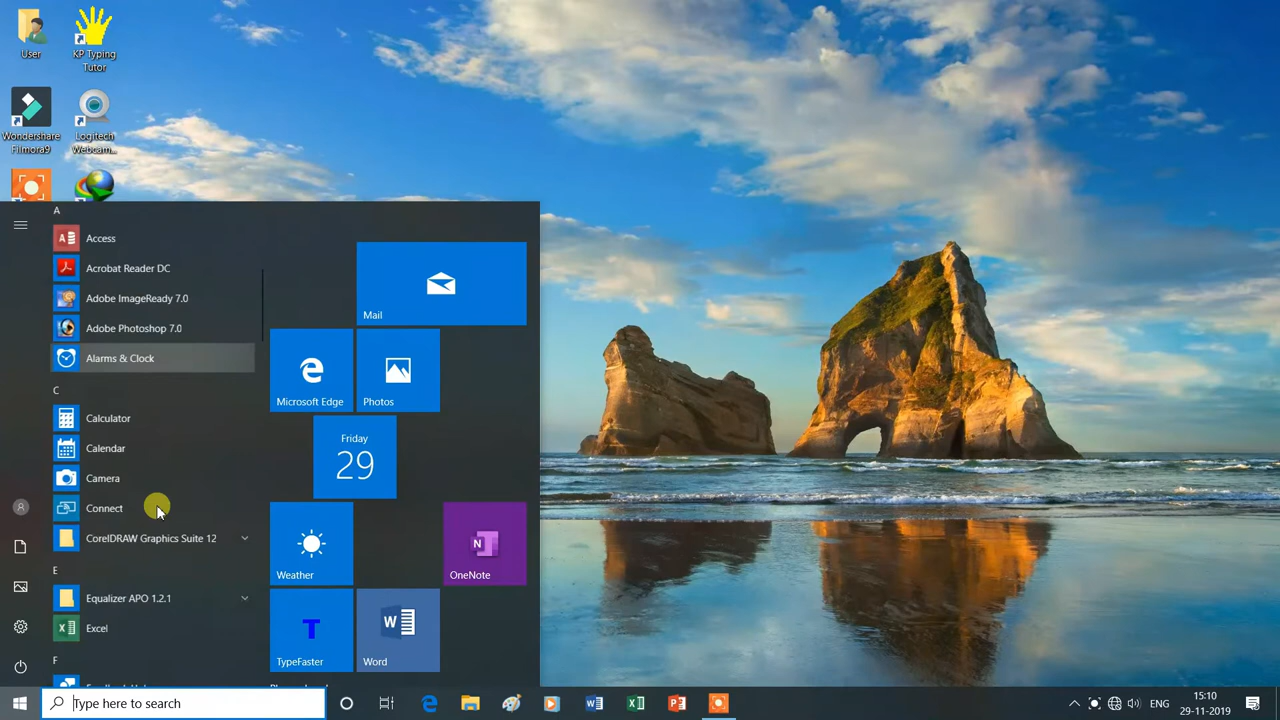 User
KP Typing
Tutor
Wondershare
Filmora9
Logitech
Webcam...
A
Access
Acrobat Reader DC
Adobe ImageReady 7.0
Adobe Photoshop 7.0
Alarms & Clock
C
Calculator
Calendar
Camera
Connect
CorelDRAW Graphics Suite 12
E
Equalizer APO 1.2.1
Excel
F
Mail
Microsoft Edge
Photos
Friday
29
Weather
OneNote
TypeFaster
Word
Type here to search
ENG
15:10
29-11-2019